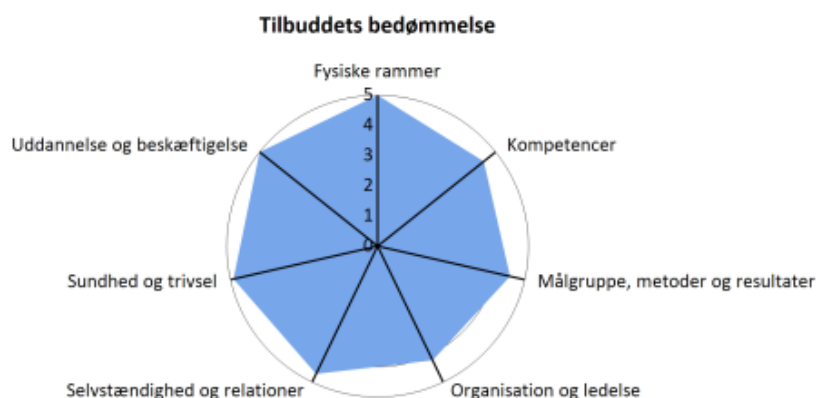 Tilbuddets bedømmelse
Fysiske rammer
5
4
3
2
1
0
Kompetencer
Målgruppe, metoder og resultater
Organisation og ledelse
Selvstændighed og relationer
Sundhed og trivsel
Uddannelse og beskæftigelse